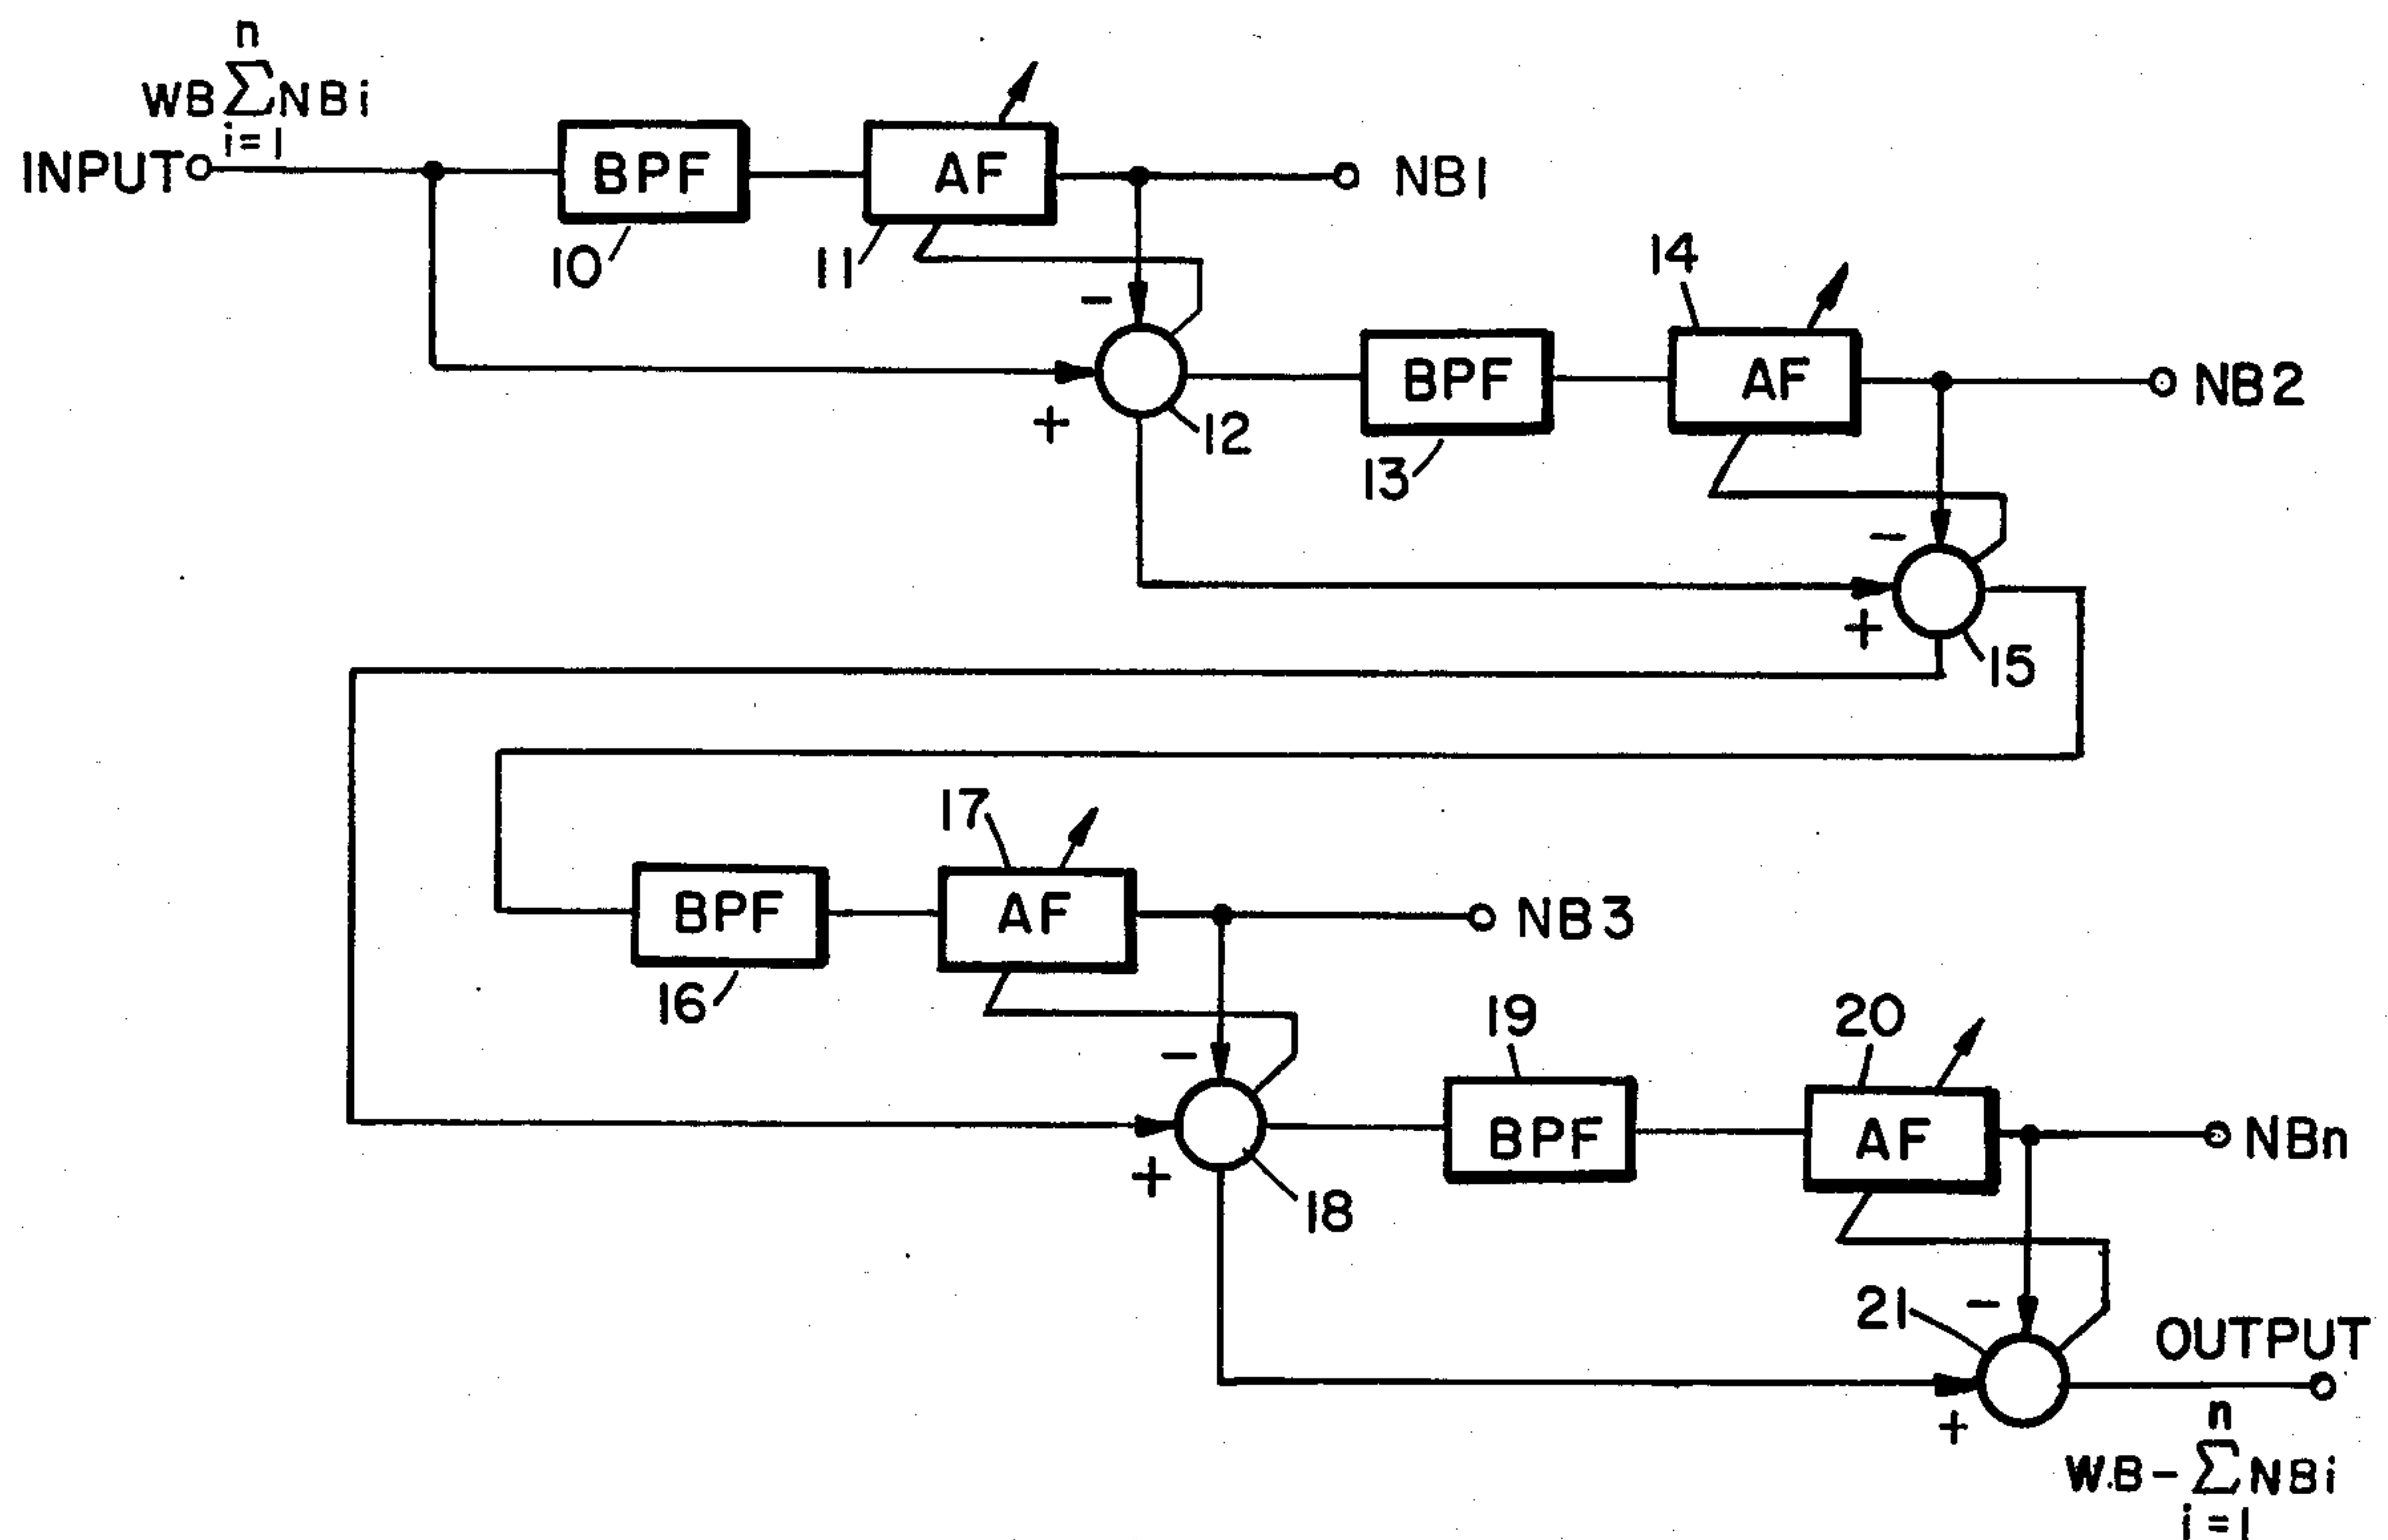 n
WB∑NBi
i=1
INPUT
BPF
AF
NB1
10
11
-
+
12
BPF
13
14
AF
NB2
-
+
15
BPF
16
17
AF
NB3
-
+
18
19
BPF
20
AF
NBn
21
-
+
OUTPUT
n
W.B-∑NBi
i=1